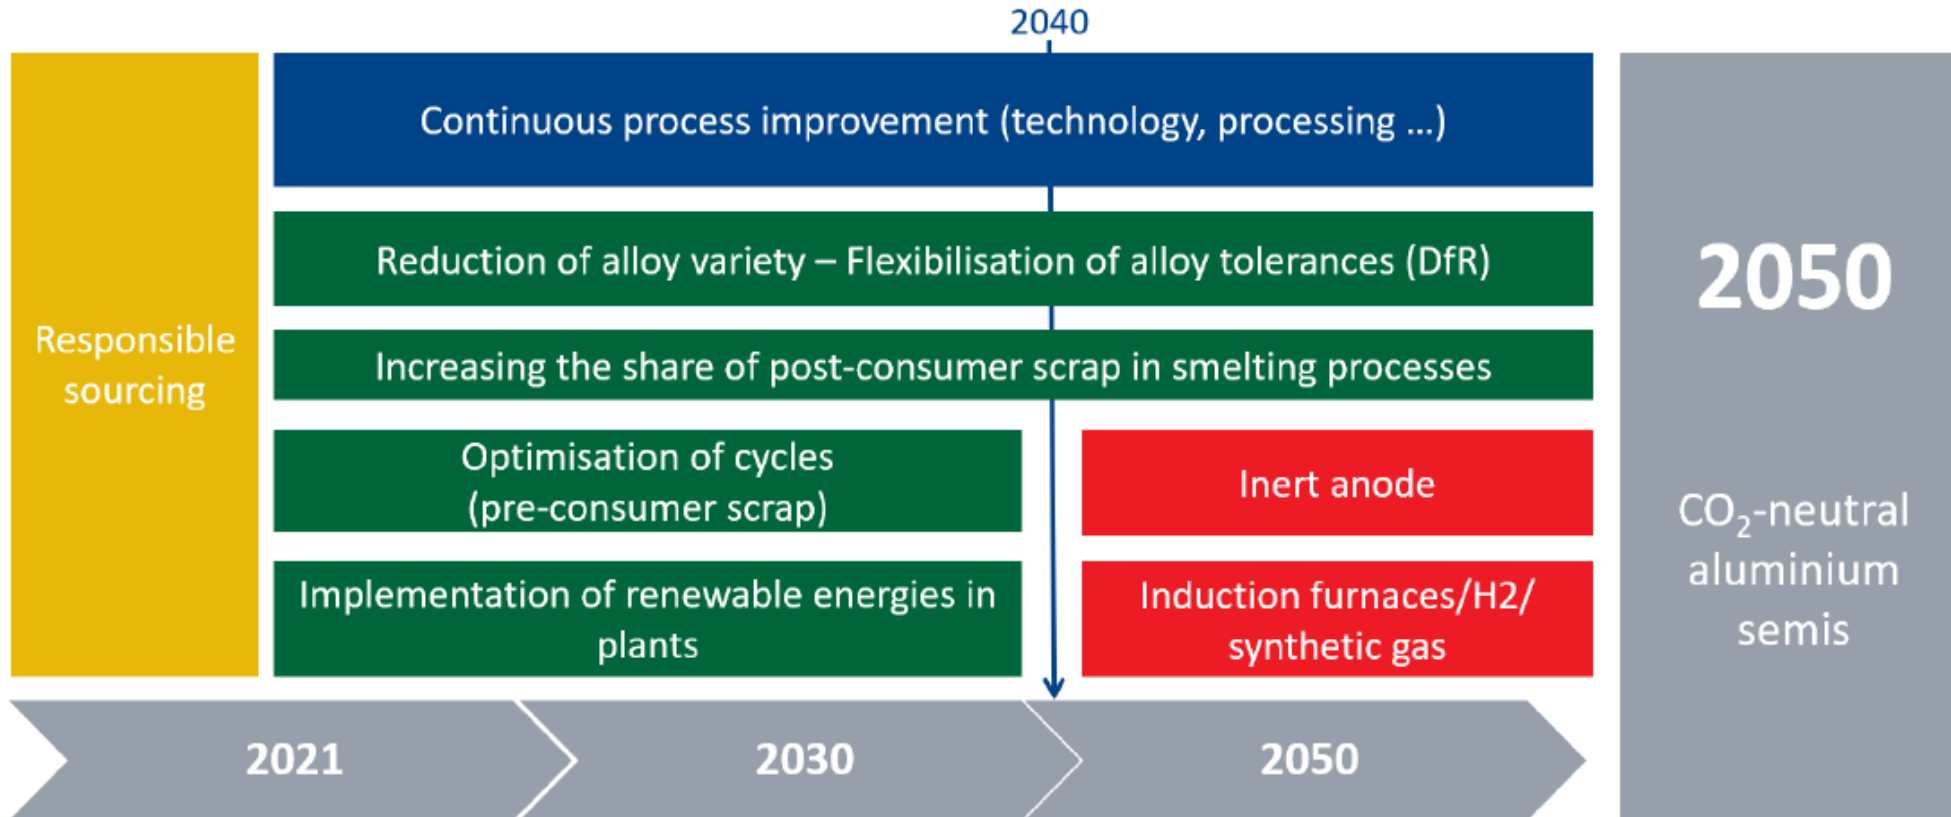 2040
Continuous process improvement (technology, processing ...)
Reduction of alloy variety – Flexibilisation of alloy tolerances (DfR)
Responsible
sourcing
Increasing the share of post-consumer scrap in smelting processes
Optimisation of cycles
(pre-consumer scrap)
Inert anode
Implementation of renewable energies in
plants
Induction furnaces/H2/
synthetic gas
2050
CO₂-neutral
aluminium
semis
2021
2030
2050